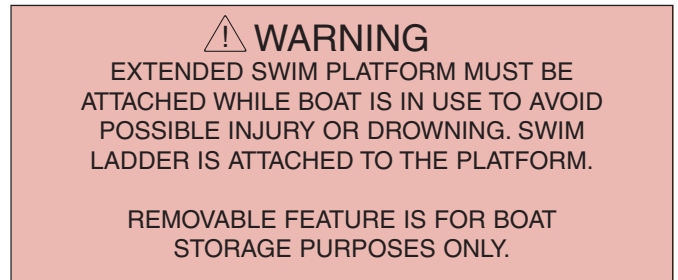 WARNING
EXTENDED SWIM PLATFORM MUST BE
ATTACHED WHILE BOAT IS IN USE TO AVOID
POSSIBLE INJURY OR DROWNING. SWIM
LADDER IS ATTACHED TO THE PLATFORM.
REMOVABLE FEATURE IS FOR BOAT
STORAGE PURPOSES ONLY.